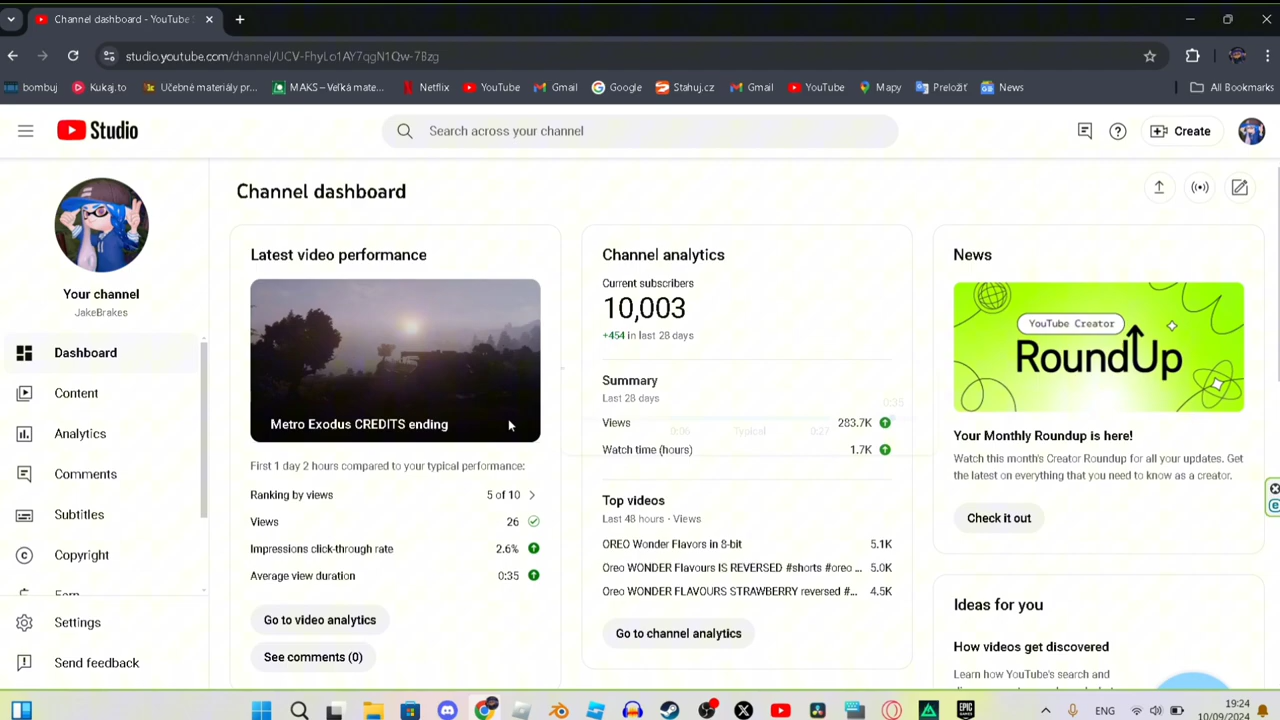 Channel dashboard - YouTube
studio.youtube.com/channel/UCV-FhyLo1AY7qgN1Qw-7Bzg
bombuj
Kukaj.to
Učebné materiály pr...
MAKS – Veľká mate...
Netflix
YouTube
Gmail
Google
Stahuj.cz
Gmail
YouTube
Mapy
Preložiť
News
All Bookmarks
Studio
Search across your channel
Create
Channel dashboard
Your channel
JakeBrakes
Dashboard
Content
Analytics
Comments
Subtitles
Copyright
Earn
Settings
Send feedback
Latest video performance
Metro Exodus CREDITS ending
First 1 day 2 hours compared to your typical performance:
Ranking by views 5 of 10
Views 26
Impressions click-through rate 2.6%
Average view duration 0:35
Go to video analytics
See comments (0)
Channel analytics
Current subscribers
10,003
+454 in last 28 days
Summary
Last 28 days
0:35
Views 283.7K
0:06 Typical 0:27
Watch time (hours) 1.7K
Top videos
Last 48 hours · Views
OREO Wonder Flavors in 8-bit 5.1K
Oreo WONDER Flavours IS REVERSED #shorts #oreo ... 5.0K
Oreo WONDER FLAVOURS STRAWBERRY reversed #... 4.5K
Go to channel analytics
News
YouTube Creator
RoundUp
Your Monthly Roundup is here!
Watch this month's Creator Roundup for all your updates. Get
the latest on everything that you need to know as a creator.
Check it out
Ideas for you
How videos get discovered
Learn how YouTube's search and
EPIC
GAMES
ENG
19:24
10/09/2024